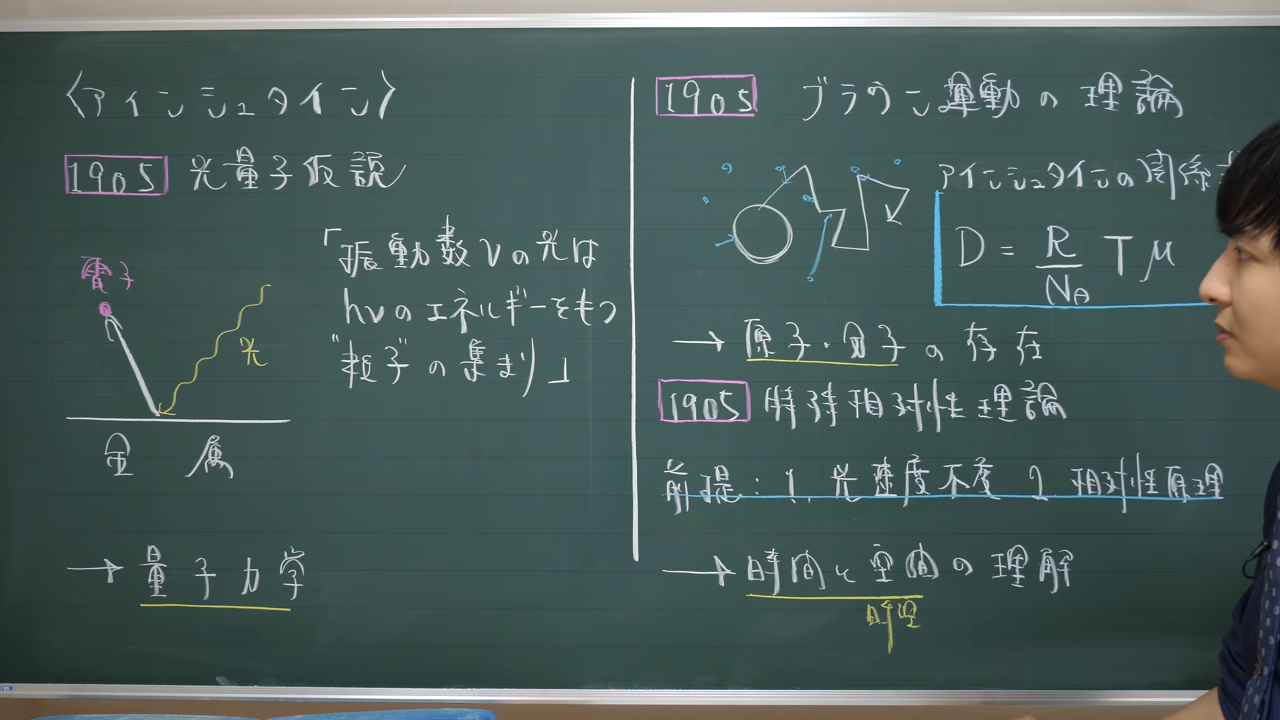 〈アインシュタイン〉
1905 光量子仮説
電子
光
金属
「振動数νの光は
hνのエネルギーをもつ
"粒子"の集まり」
→ 量子力学
1905 ブラウン運動の理論
アインシュタインの関係
D = R/NA Tμ
→ 原子・分子の存在
1905 特殊相対性理論
前提：1. 光速度不変 2 相対性原理
→ 時間と空間の理解
時空